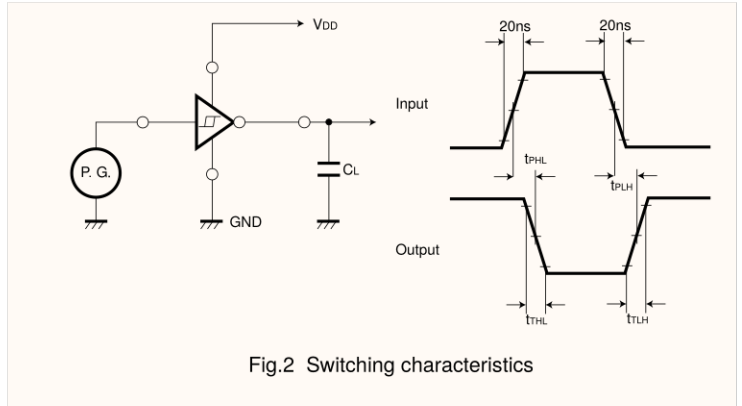 VDD
P. G.
CL
GND
20ns
20ns
Input
tPHL
tPLH
Output
tTHL
tTLH
Fig.2 Switching characteristics